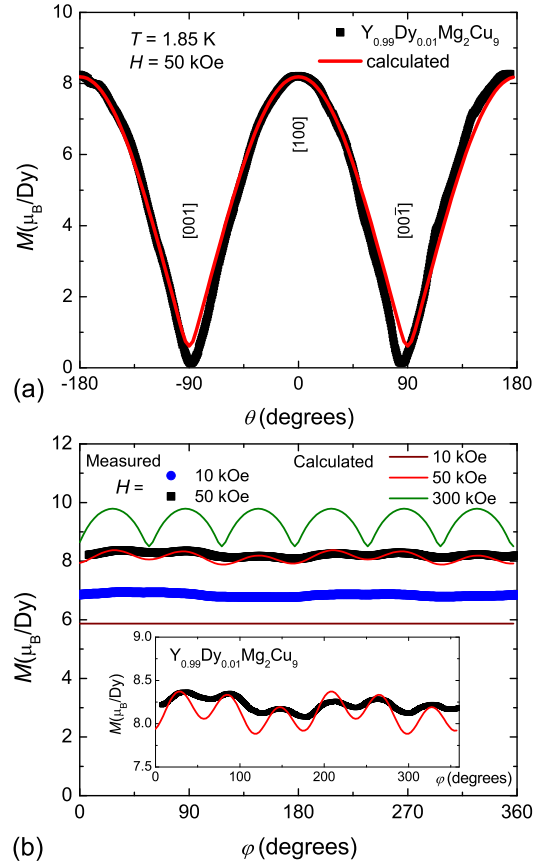 T = 1.85 K
H = 50 kOe
Y0.99Dy0.01Mg2Cu9
calculated
[100]
[001]
[001̄]
M(μB/Dy)
8
6
4
2
0
-180 -90 0 90 180
θ (degrees)
(a)
12
10
8
6
4
2
0
Measured
H =
10 kOe
50 kOe
Calculated
10 kOe
50 kOe
300 kOe
M(μB/Dy)
Y0.99Dy0.01Mg2Cu9
9.0
8.5
8.0
7.5
M(μB/Dy)
0 100 200 300
φ (degrees)
0 90 180 270 360
φ (degrees)
(b)